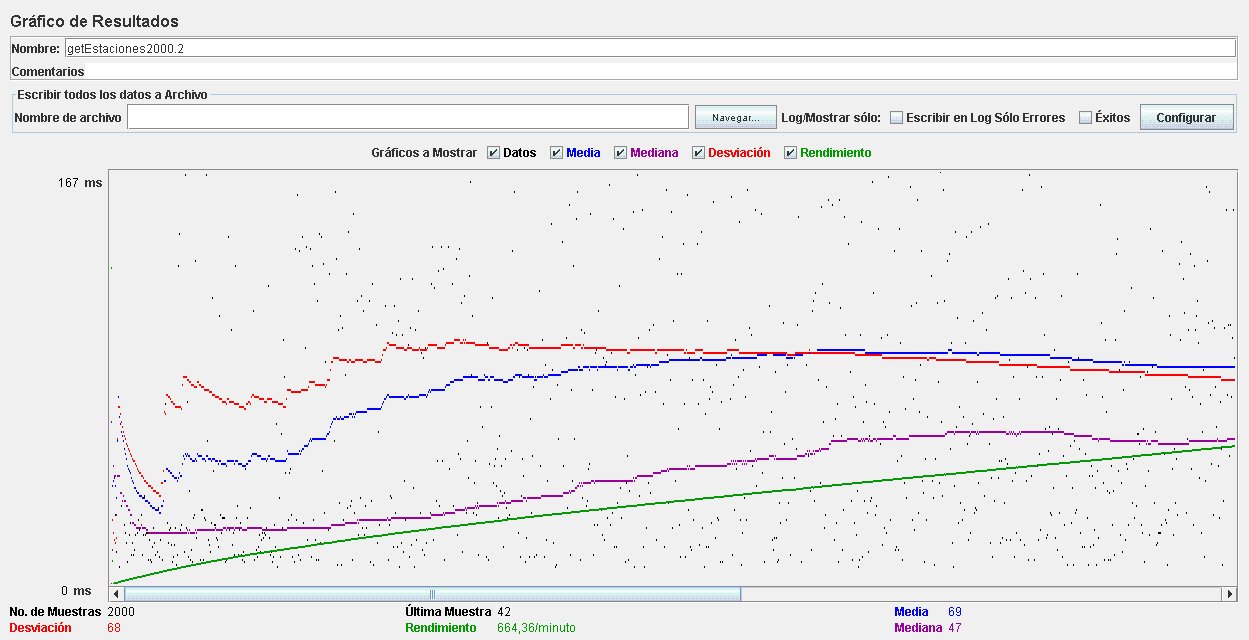 Gráfico de Resultados
Nombre: getEstaciones2000.2
Comentarios
Escribir todos los datos a Archivo
Nombre de archivo Navegar... Log/Mostrar sólo: Escribir en Log Sólo Errores Éxitos Configurar
Gráficos a Mostrar Datos Media Mediana Desviación Rendimiento
167 ms
0 ms
No. de Muestras 2000 Última Muestra 42 Media 69
Desviación 68 Rendimiento 664,36/minuto Mediana 47